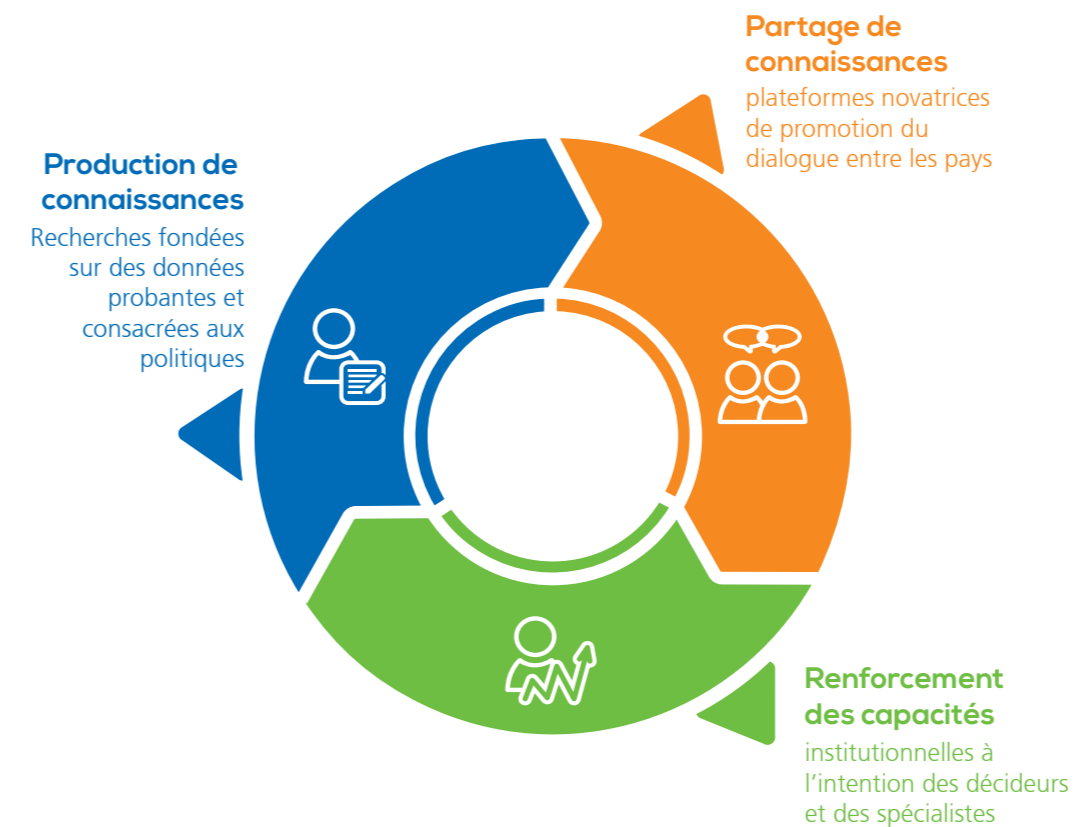 Partage de
connaissances
plateformes novatrices
de promotion du
dialogue entre les pays
Production de
connaissances
Recherches fondées
sur des données
probantes et
consacrées aux
politiques
Renforcement
des capacités
institutionnelles à
l’intention des décideurs
et des spécialistes